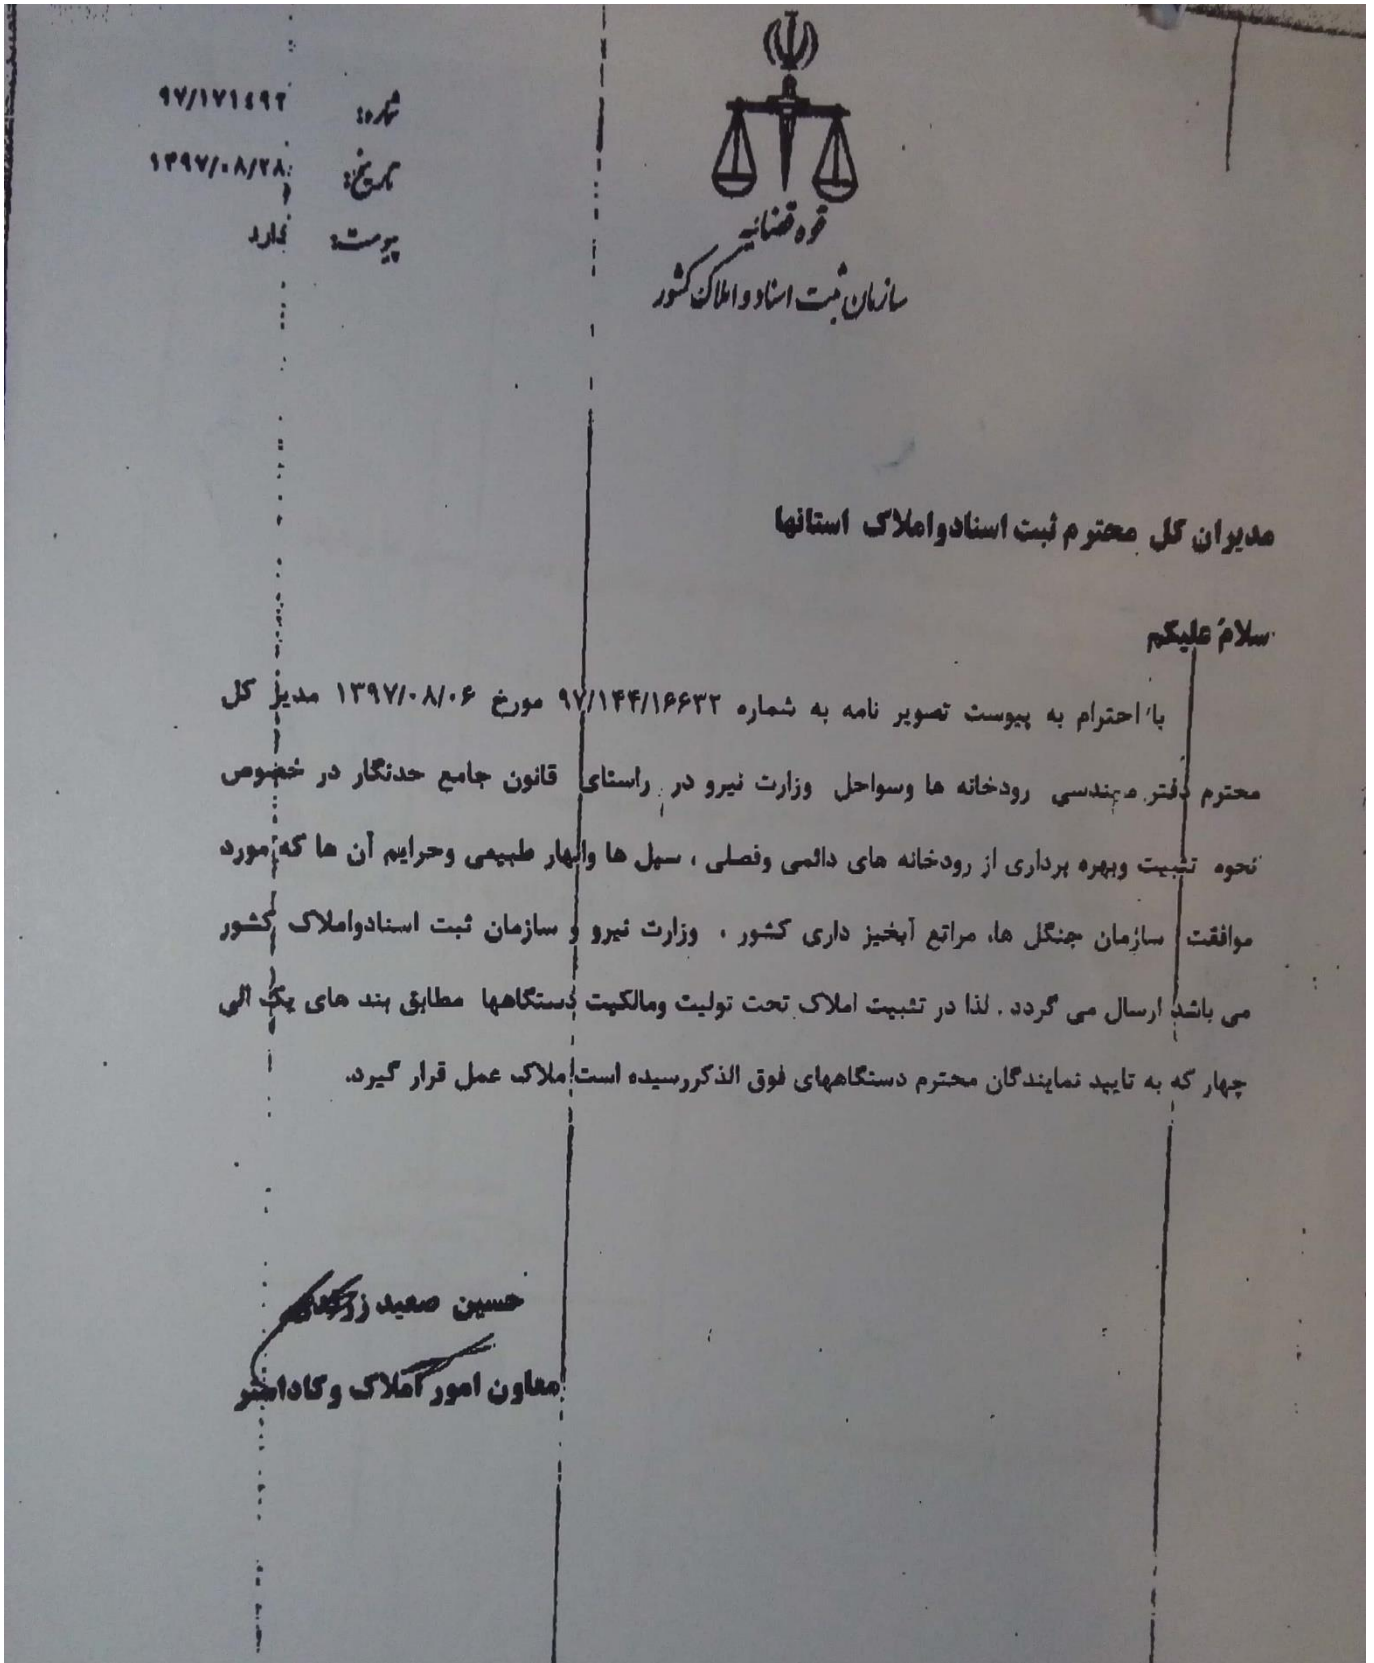 قوه قضائیه
سازمان ثبت اسناد و املاک کشور
شماره: ۹۷/۱۷۱۴۹۲
تاریخ: ۱۳۹۷/۰۸/۲۸
پیوست: ندارد
مدیران کل محترم ثبت اسنادواملاک استانها
سلام علیکم
با احترام به پیوست تصویر نامه به شماره ۹۷/۱۴۴/۱۶۶۳۲ مورخ ۱۳۹۷/۰۸/۰۶ مدیر کل
محترم دفتر مهندسی رودخانه ها وسواحل وزارت نیرو در راستای قانون جامع حدنگار در خصوص
نحوه تثبیت وبهره برداری از رودخانه های دائمی وفصلی ، مسیل ها وانهار طبیعی وحرایم آن ها که مورد
موافقت سازمان جنگل ها، مراتع آبخیز داری کشور ، وزارت نیرو و سازمان ثبت اسنادواملاک کشور
می باشد ارسال می گردد . لذا در تثبیت املاک تحت تولیت ومالکیت دستگاهها مطابق بند های یک الی
چهار که به تایید نمایندگان محترم دستگاههای فوق الذکررسیده است ملاک عمل قرار گیرد.
حسین صعید
معاون امور املاک وکاداستر